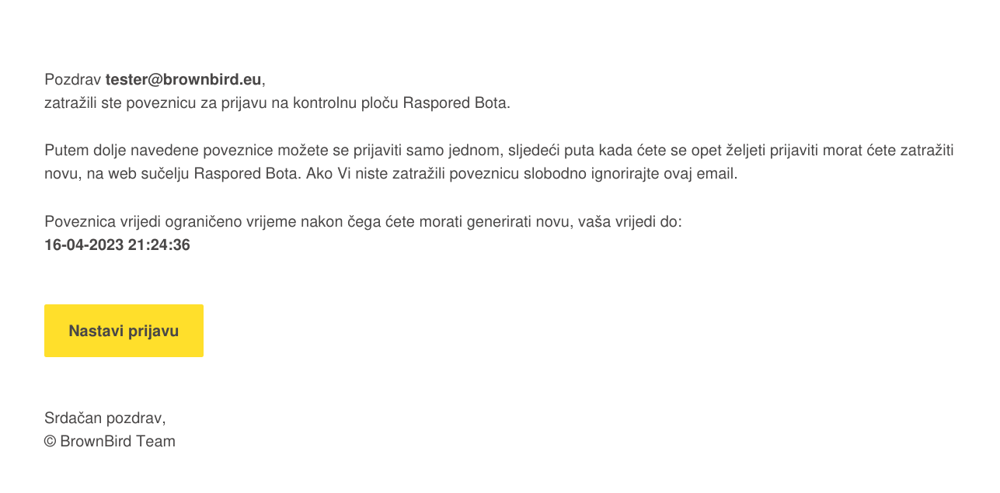 Pozdrav tester@brownbird.eu,
zatražili ste poveznicu za prijavu na kontrolnu ploču Raspored Bota.
Putem dolje navedene poveznice možete se prijaviti samo jednom, sljedeći puta kada ćete se opet željeti prijaviti morat ćete zatražiti
novu, na web sučelju Raspored Bota. Ako Vi niste zatražili poveznicu slobodno ignorirajte ovaj email.
Poveznica vrijedi ograničeno vrijeme nakon čega ćete morati generirati novu, vaša vrijedi do:
16-04-2023 21:24:36
Nastavi prijavu
Srdačan pozdrav,
© BrownBird Team